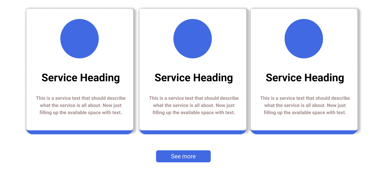 Service Heading
This is a service text that should describe
what the service is all about. Now just
filling up the available space with text.
Service Heading
This is a service text that should describe
what the service is all about. Now just
filling up the available space with text.
Service Heading
This is a service text that should describe
what the service is all about. Now just
filling up the available space with text.
See more